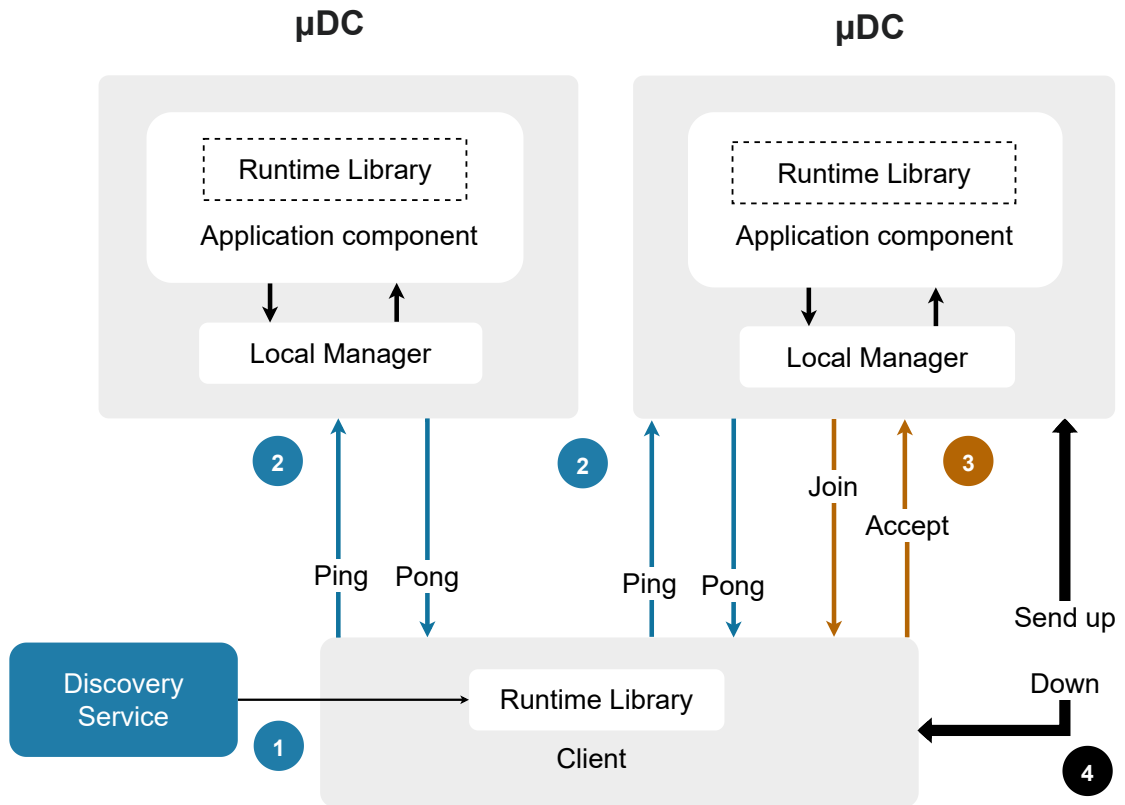 µDC
µDC
Runtime Library
Application component
Local Manager
Runtime Library
Application component
Local Manager
2
2
3
Join
Accept
Ping
Pong
Ping
Pong
Send up
Down
Discovery
Service
1
Runtime Library
Client
4